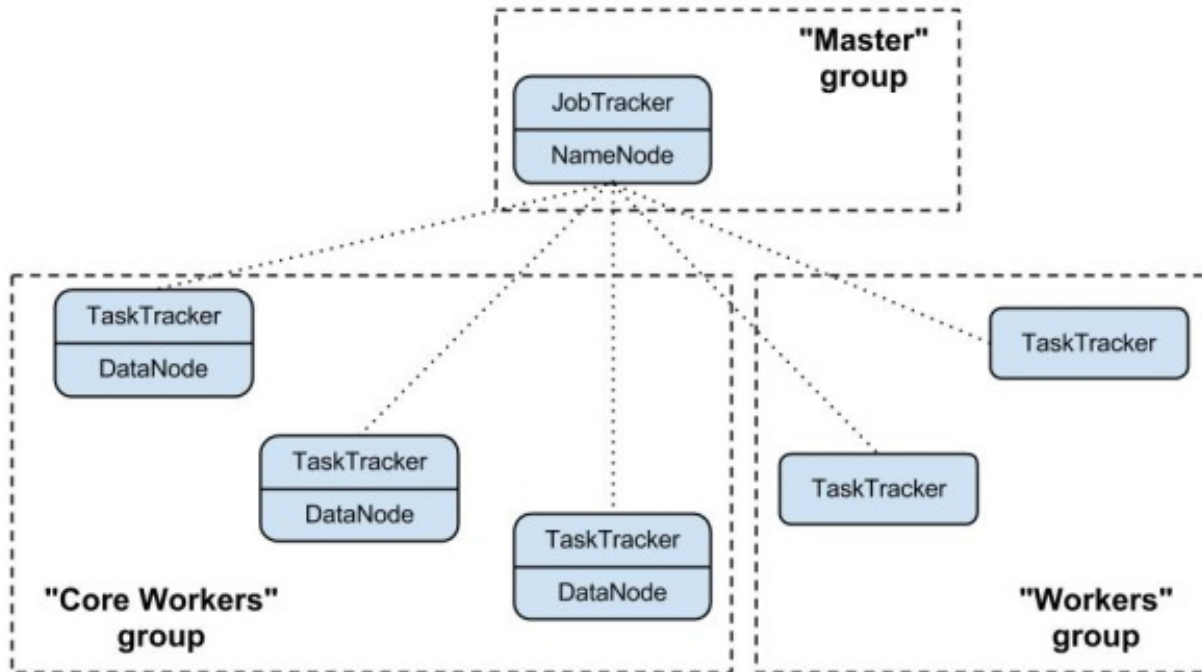 "Master"
group
JobTracker
NameNode
TaskTracker
DataNode
TaskTracker
DataNode
TaskTracker
DataNode
"Core Workers"
group
TaskTracker
TaskTracker
"Workers"
group